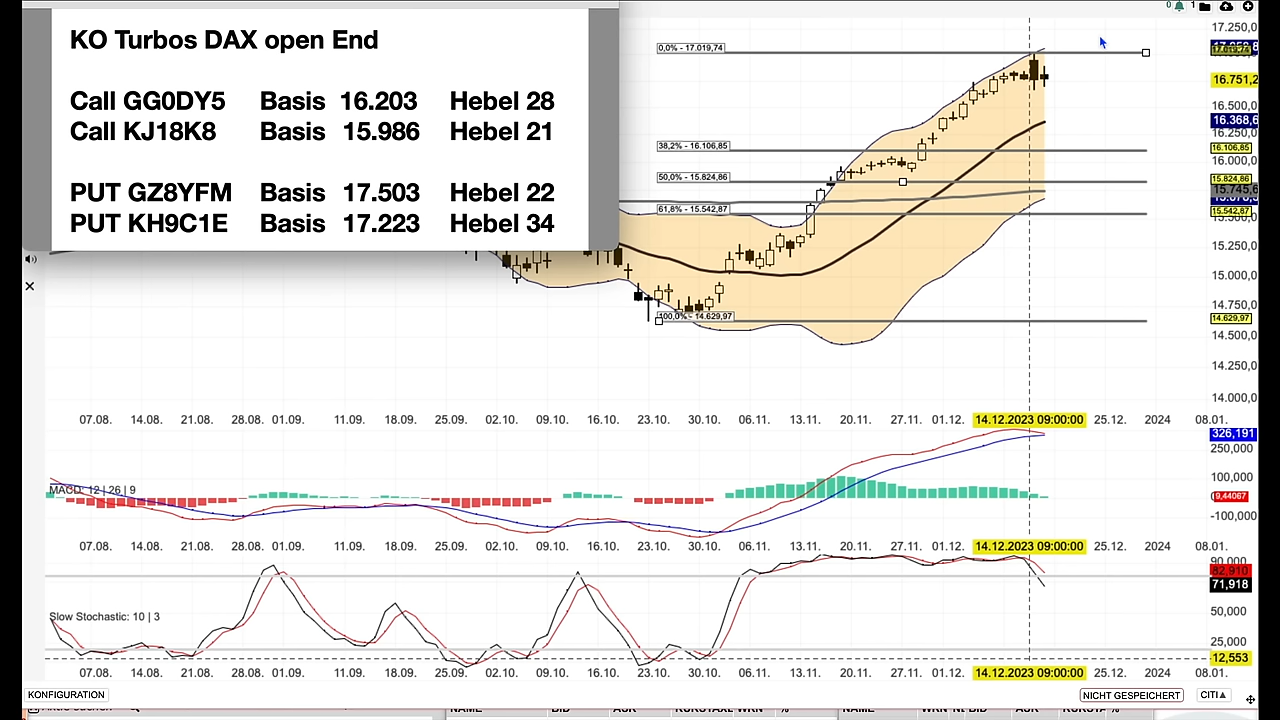 KO Turbos DAX open End
Call GG0DY5 Basis 16.203 Hebel 28
Call KJ18K8 Basis 15.986 Hebel 21
PUT GZ8YFM Basis 17.503 Hebel 22
PUT KH9C1E Basis 17.223 Hebel 34
0 1
17.250,0
0,0% - 17.019,74
16.751,2
16.500,0
16.368,6
16.250,0
38,2% - 16.106,85
16.106,85
16.000,0
50,0% - 15.824,86
15.824,86
15.745,6
61,8% - 15.542,87
15.542,87
15.250,0
15.000,0
14.750,0
100,0% - 14.629,97
14.629,97
14.500,0
14.250,0
14.000,0
07.08. 14.08. 21.08. 28.08. 01.09. 11.09. 18.09. 25.09. 02.10. 09.10. 16.10. 23.10. 30.10. 06.11. 13.11. 20.11. 27.11. 01.12. 14.12.2023 09:00:00 25.12. 2024 08.01.
326,191
250,000
100,000
MACD: 12 | 26 | 9
-100,000
07.08. 14.08. 21.08. 28.08. 01.09. 11.09. 18.09. 25.09. 02.10. 09.10. 16.10. 23.10. 30.10. 06.11. 13.11. 20.11. 27.11. 01.12. 14.12.2023 09:00:00 25.12. 2024 08.01.
90,000
82,910
71,918
Slow Stochastic: 10 | 3
50,000
25,000
12,553
07.08. 14.08. 21.08. 28.08. 01.09. 11.09. 18.09. 25.09. 02.10. 09.10. 16.10. 23.10. 30.10. 06.11. 13.11. 20.11. 27.11. 01.12. 14.12.2023 09:00:00 25.12. 2024 08.01.
KONFIGURATION NICHT GESPEICHERT CITI▲